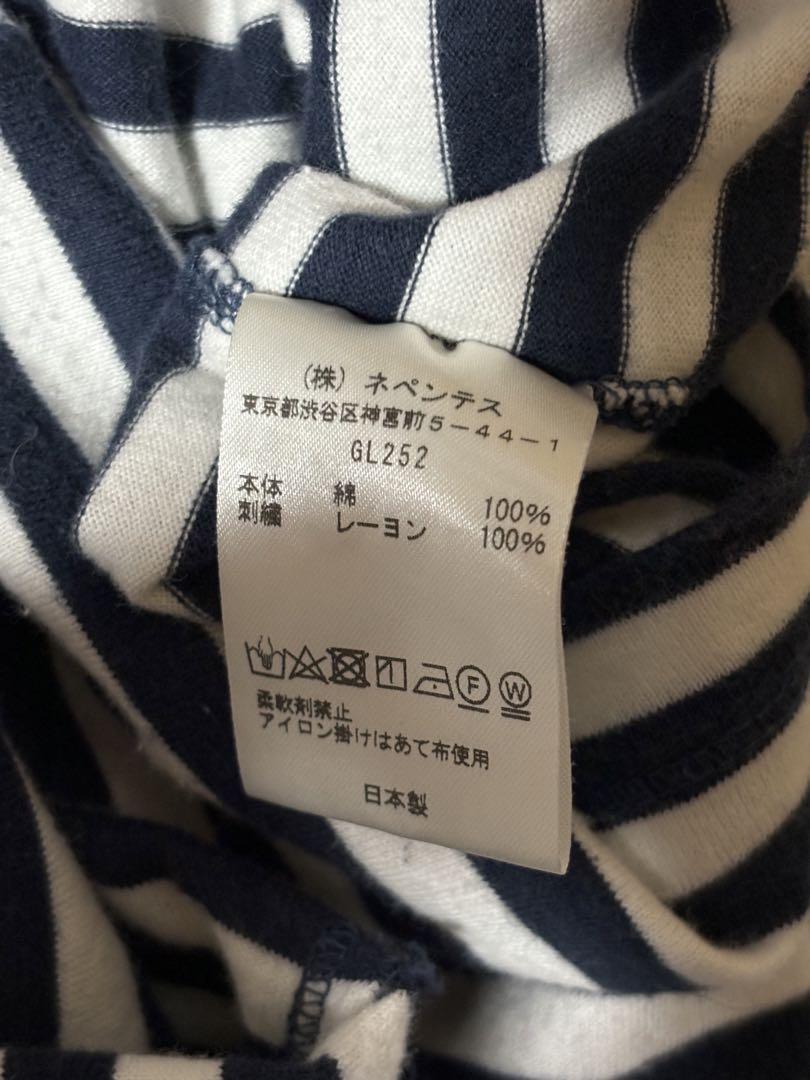 (株) ネペンテス
東京都渋谷区神宮前5-44-1
GL252
本体 綿 100%
刺繍 レーヨン 100%
F W
柔軟剤禁止
アイロン掛けはあて布使用
日本製